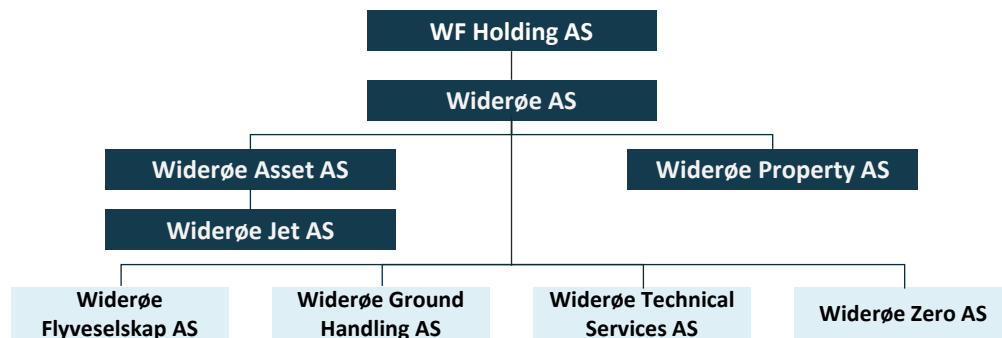 WF Holding AS
Widerøe AS
Widerøe Asset AS
Widerøe Property AS
Widerøe Jet AS
Widerøe
Flyveselskap AS
Widerøe Ground
Handling AS
Widerøe Technical
Services AS
Widerøe Zero AS